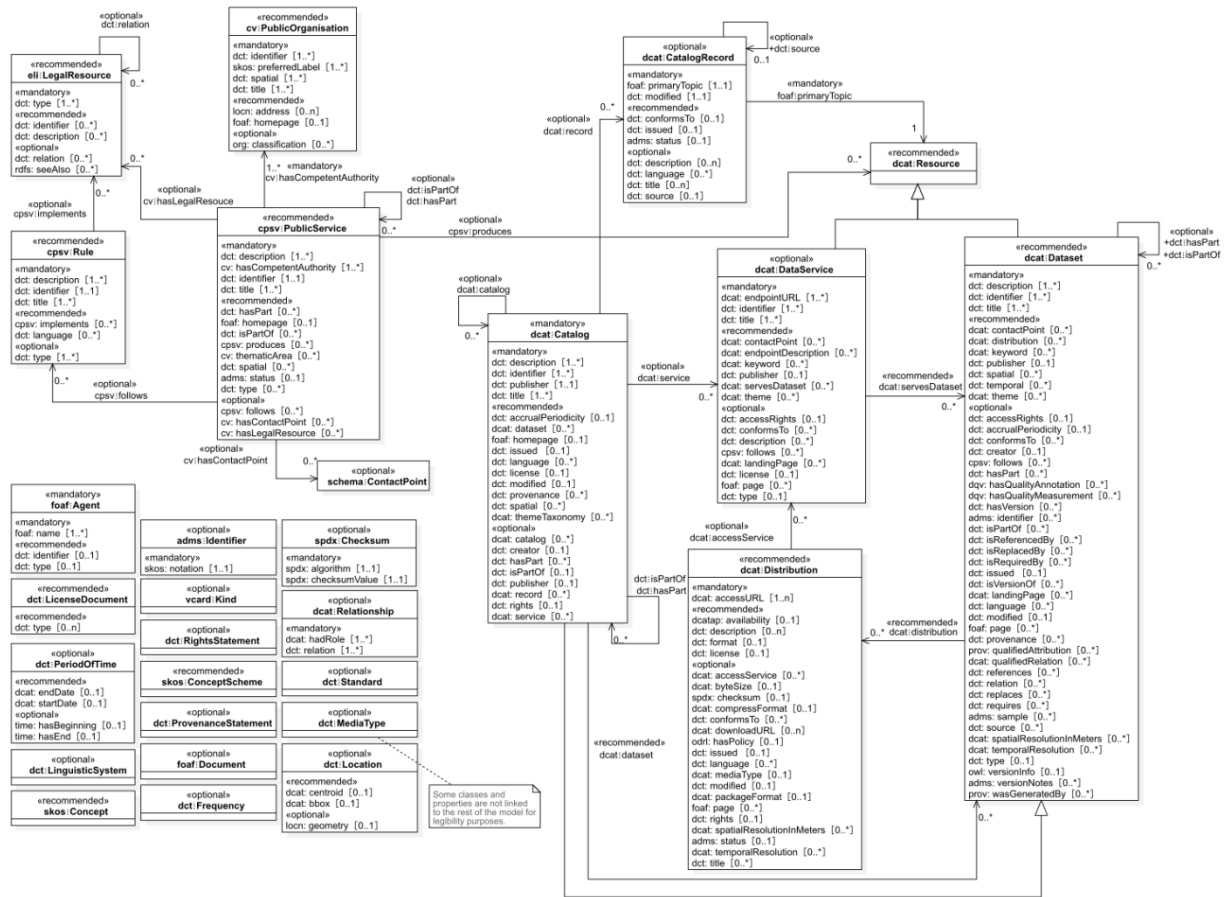 «optional»
dct:relation
«recommended»
eli:LegalResource
«mandatory»
dct: type [1..*]
«recommended»
dct: identifier [0..*]
dct: description [0..*]
«optional»
dct: relation [0..*]
rdfs: seeAlso [0..*]
0..*
«recommended»
cv:PublicOrganisation
«mandatory»
dct: identifier [1..*]
skos: preferredLabel [1..*]
dct: spatial [1..*]
dct: title [1..*]
«recommended»
locn: address [0..n]
foaf: homepage [0..1]
«optional»
org: classification [0..*]
«optional»
dcat:CatalogRecord
«mandatory»
foaf: primaryTopic [1..1]
dct: modified [1..1]
«recommended»
dct: conformsTo [0..1]
dct: issued [0..1]
adms: status [0..1]
«optional»
dct: description [0..n]
dct: language [0..*]
dct: title [0..n]
dct: source [0..1]
«optional»
+dct:source
0..1
«mandatory»
foaf:primaryTopic
1
0..*
«optional»
dcat:record
«recommended»
dcat:Resource
0..*
0..*
0..*
«optional»
cpsv:implements
«optional»
cv:hasLegalResouce
1..*
«mandatory»
cv:hasCompetentAuthority
«optional»
dct:isPartOf
dct:hasPart
0..*
«optional»
cpsv:produces
«recommended»
cpsv:Rule
«mandatory»
dct: description [1..*]
dct: identifier [1..1]
dct: title [1..*]
«recommended»
cpsv: implements [0..*]
dct: language [0..*]
«optional»
dct: type [1..*]
0..*
«optional»
cpsv:follows
«recommended»
cpsv:PublicService
«mandatory»
dct: description [1..*]
cv: hasCompetentAuthority [1..*]
dct: identifier [1..1]
dct: title [1..*]
«recommended»
dct: hasPart [0..*]
foaf: homepage [0..1]
dct: isPartOf [0..*]
cpsv: produces [0..*]
cv: thematicArea [0..*]
dct: spatial [0..*]
adms: status [0..1]
dct: type [0..*]
«optional»
cpsv: follows [0..*]
cv: hasContactPoint [0..*]
cv: hasLegalResource [0..*]
«optional»
cv:hasContactPoint
0..*
«optional»
schema:ContactPoint
«optional»
dcat:catalog
0..*
«mandatory»
dcat:Catalog
«mandatory»
dct: description [1..*]
dct: identifier [1..*]
dct: publisher [1..1]
dct: title [1..*]
«recommended»
dct: accrualPeriodicity [0..1]
dcat: dataset [0..*]
foaf: homepage [0..1]
dct: issued [0..1]
dct: language [0..*]
dct: license [0..1]
dct: modified [0..1]
dct: provenance [0..*]
dct: spatial [0..*]
dcat: themeTaxonomy [0..*]
«optional»
dcat: catalog [0..*]
dct: creator [0..1]
dct: hasPart [0..*]
dct: isPartOf [0..1]
dct: publisher [0..1]
dcat: record [0..*]
dct: rights [0..1]
dcat: service [0..*]
«optional»
dcat:service
0..*
dct:isPartOf
dct:hasPart
0..*
«optional»
dcat:DataService
«mandatory»
dcat: endpointURL [1..*]
dct: identifier [1..*]
dct: title [1..*]
«recommended»
dcat: contactPoint [0..*]
dcat: endpointDescription [0..*]
dcat: keyword [0..*]
dct: publisher [0..1]
dcat: servesDataset [0..*]
dcat: theme [0..*]
«optional»
dct: accessRights [0..1]
dct: conformsTo [0..*]
dct: description [0..*]
cpsv: follows [0..*]
dcat: landingPage [0..*]
dct: license [0..1]
foaf: page [0..*]
dct: type [0..1]
«recommended»
dcat:servesDataset
0..*
0..*
«optional»
dcat:accessService
«recommended»
dcat:Dataset
«mandatory»
dct: description [1..*]
dct: identifier [1..*]
dct: title [1..*]
«recommended»
dcat: contactPoint [0..*]
dcat: distribution [0..*]
dcat: keyword [0..*]
dct: publisher [0..1]
dct: spatial [0..*]
dct: temporal [0..*]
dcat: theme [0..*]
«optional»
dct: accessRights [0..1]
dct: accrualPeriodicity [0..1]
dct: conformsTo [0..*]
dct: creator [0..1]
cpsv: follows [0..*]
dct: hasPart [0..*]
dqv: hasQualityAnnotation [0..*]
dqv: hasQualityMeasurement [0..*]
dct: hasVersion [0..*]
adms: identifier [0..*]
dct: isPartOf [0..*]
dct: isReferencedBy [0..*]
dct: isReplacedBy [0..*]
dct: isRequiredBy [0..*]
dct: issued [0..1]
dct: isVersionOf [0..*]
dcat: landingPage [0..*]
dct: language [0..*]
dct: modified [0..1]
foaf: page [0..*]
dct: provenance [0..*]
prov: qualifiedAttribution [0..*]
dcat: qualifiedRelation [0..*]
dct: references [0..*]
dct: relation [0..*]
dct: replaces [0..*]
dct: requires [0..*]
adms: sample [0..*]
dct: source [0..*]
dcat: spatialResolutionInMeters [0..*]
dcat: temporalResolution [0..*]
dct: type [0..1]
owl: versionInfo [0..1]
adms: versionNotes [0..*]
prov: wasGeneratedBy [0..*]
«optional»
+dct:hasPart
+dct:isPartOf
0..*
«recommended»
0..*
dcat:distribution
«recommended»
dcat:Distribution
«mandatory»
dcat: accessURL [1..n]
«recommended»
dcatap: availability [0..1]
dct: description [0..n]
dct: format [0..1]
dct: license [0..1]
«optional»
dcat: accessService [0..*]
dcat: byteSize [0..1]
spdx: checksum [0..1]
dcat: compressFormat [0..1]
dct: conformsTo [0..*]
dcat: downloadURL [0..n]
odrl: hasPolicy [0..1]
dct: issued [0..1]
dct: language [0..*]
dcat: mediaType [0..1]
dct: modified [0..1]
dcat: packageFormat [0..1]
foaf: page [0..*]
dct: rights [0..1]
dcat: spatialResolutionInMeters [0..*]
adms: status [0..1]
dcat: temporalResolution [0..*]
dct: title [0..*]
«recommended»
dcat:dataset
0..*
«mandatory»
foaf:Agent
«mandatory»
foaf: name [1..*]
«recommended»
dct: identifier [0..1]
dct: type [0..1]
«recommended»
dct:LicenseDocument
«recommended»
dct: type [0..n]
«optional»
dct:PeriodOfTime
«recommended»
dcat: endDate [0..1]
dcat: startDate [0..1]
«optional»
time: hasBeginning [0..1]
time: hasEnd [0..1]
«optional»
dct:LinguisticSystem
«recommended»
skos:Concept
«optional»
adms:Identifier
«mandatory»
skos: notation [1..1]
«optional»
vcard:Kind
«optional»
dct:RightsStatement
«recommended»
skos:ConceptScheme
«optional»
dct:ProvenanceStatement
«optional»
foaf:Document
«optional»
dct:Frequency
«optional»
spdx:Checksum
«mandatory»
spdx: algorithm [1..1]
spdx: checksumValue [1..1]
«optional»
dcat:Relationship
«mandatory»
dcat: hadRole [1..*]
dct: relation [1..*]
«optional»
dct:Standard
«optional»
dct:MediaType
«optional»
dct:Location
«recommended»
dcat: centroid [0..1]
dcat: bbox [0..1]
«optional»
locn: geometry [0..1]
Some classes and
properties are not linked
to the rest of the model for
legibility purposes.